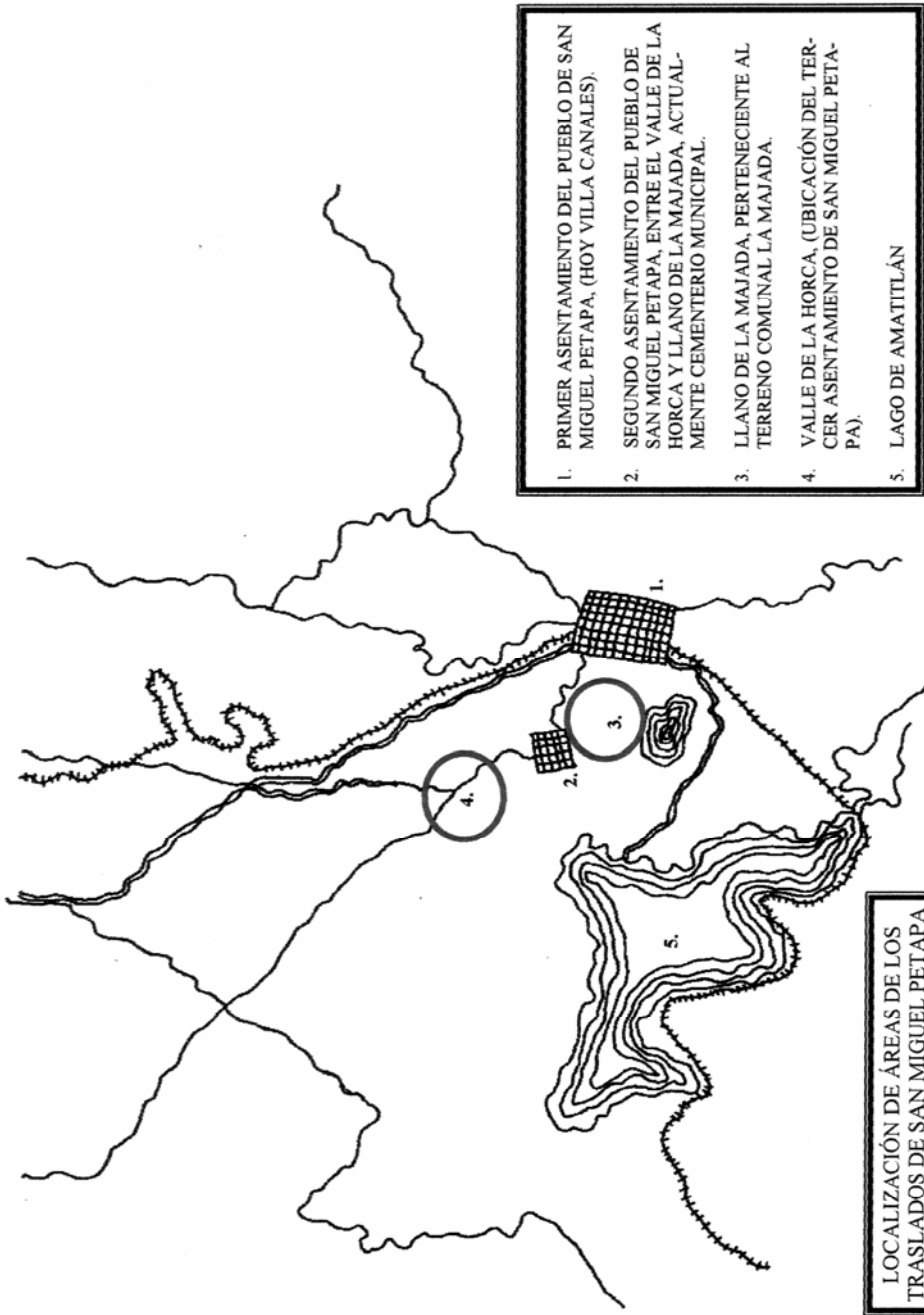 1. PRIMER ASENTAMIENTO DEL PUEBLO DE SAN
MIGUEL PETAPA, (HOY VILLA CANALES).
2. SEGUNDO ASENTAMIENTO DEL PUEBLO DE
SAN MIGUEL PETAPA, ENTRE EL VALLE DE LA
HORCA Y LLANO DE LA MAJADA, ACTUAL-
MENTE CEMENTERIO MUNICIPAL.
3. LLANO DE LA MAJADA, PERTENECIENTE AL
TERRENO COMUNAL LA MAJADA.
4. VALLE DE LA HORCA, (UBICACIÓN DEL TER-
CER ASENTAMIENTO DE SAN MIGUEL PETA-
PA).
5. LAGO DE AMATITLÁN
1.
2.
3.
4.
5.
LOCALIZACIÓN DE ÁREAS DE LOS
TRASLADOS DE SAN MIGUEL PETAPA